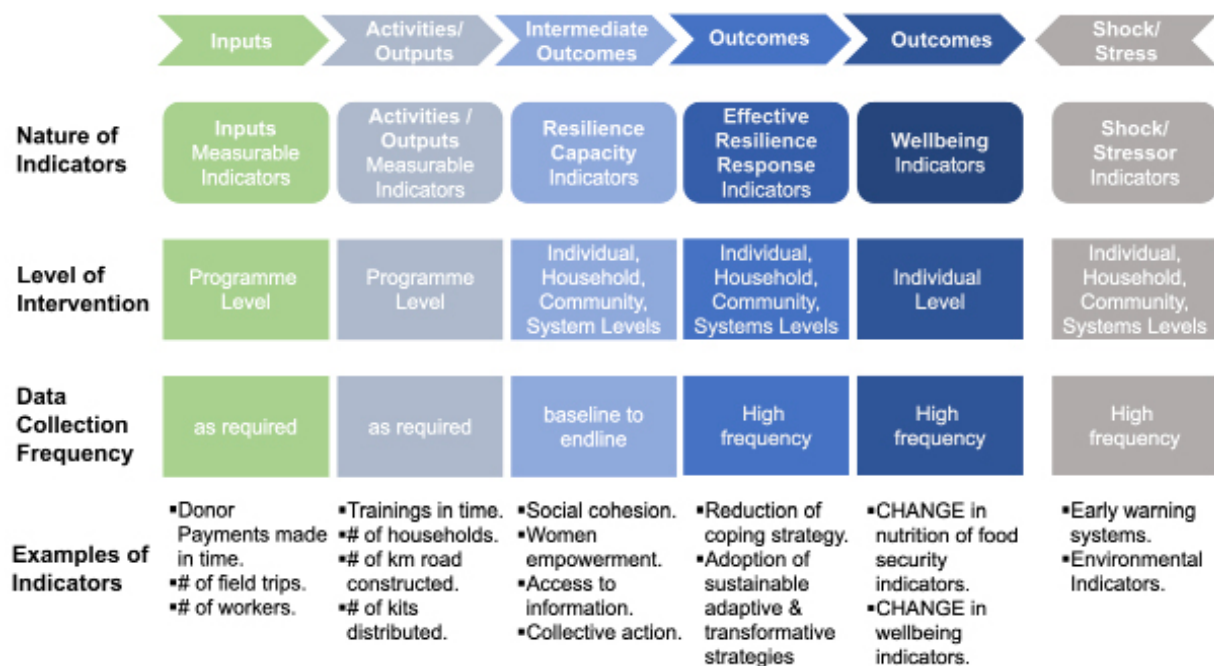 Inputs
Activities/
Outputs
Intermediate
Outcomes
Outcomes
Outcomes
Shock/
Stress
Nature of
Indicators
Inputs
Measurable
Indicators
Activities /
Outputs
Measurable
Indicators
Resilience
Capacity
Indicators
Effective
Resilience
Response
Indicators
Wellbeing
Indicators
Shock/
Stressor
Indicators
Level of
Intervention
Programme
Level
Programme
Level
Individual,
Household,
Community,
System Levels
Individual,
Household,
Community,
Systems Levels
Individual
Level
Individual,
Household,
Community,
Systems Levels
Data
Collection
Frequency
as required
as required
baseline to
endline
High
frequency
High
frequency
High
frequency
Examples of
Indicators
▪Donor
Payments made
in time.
▪# of field trips.
▪# of workers.
▪Trainings in time.
▪# of households.
▪# of km road
constructed.
▪# of kits
distributed.
▪Social cohesion.
▪Women
empowerment.
▪Access to
information.
▪Collective action.
▪Reduction of
coping strategy.
▪Adoption of
sustainable
adaptive &
transformative
strategies
▪CHANGE in
nutrition of food
security
indicators.
▪CHANGE in
wellbeing
indicators.
▪Early warning
systems.
▪Environmental
Indicators.